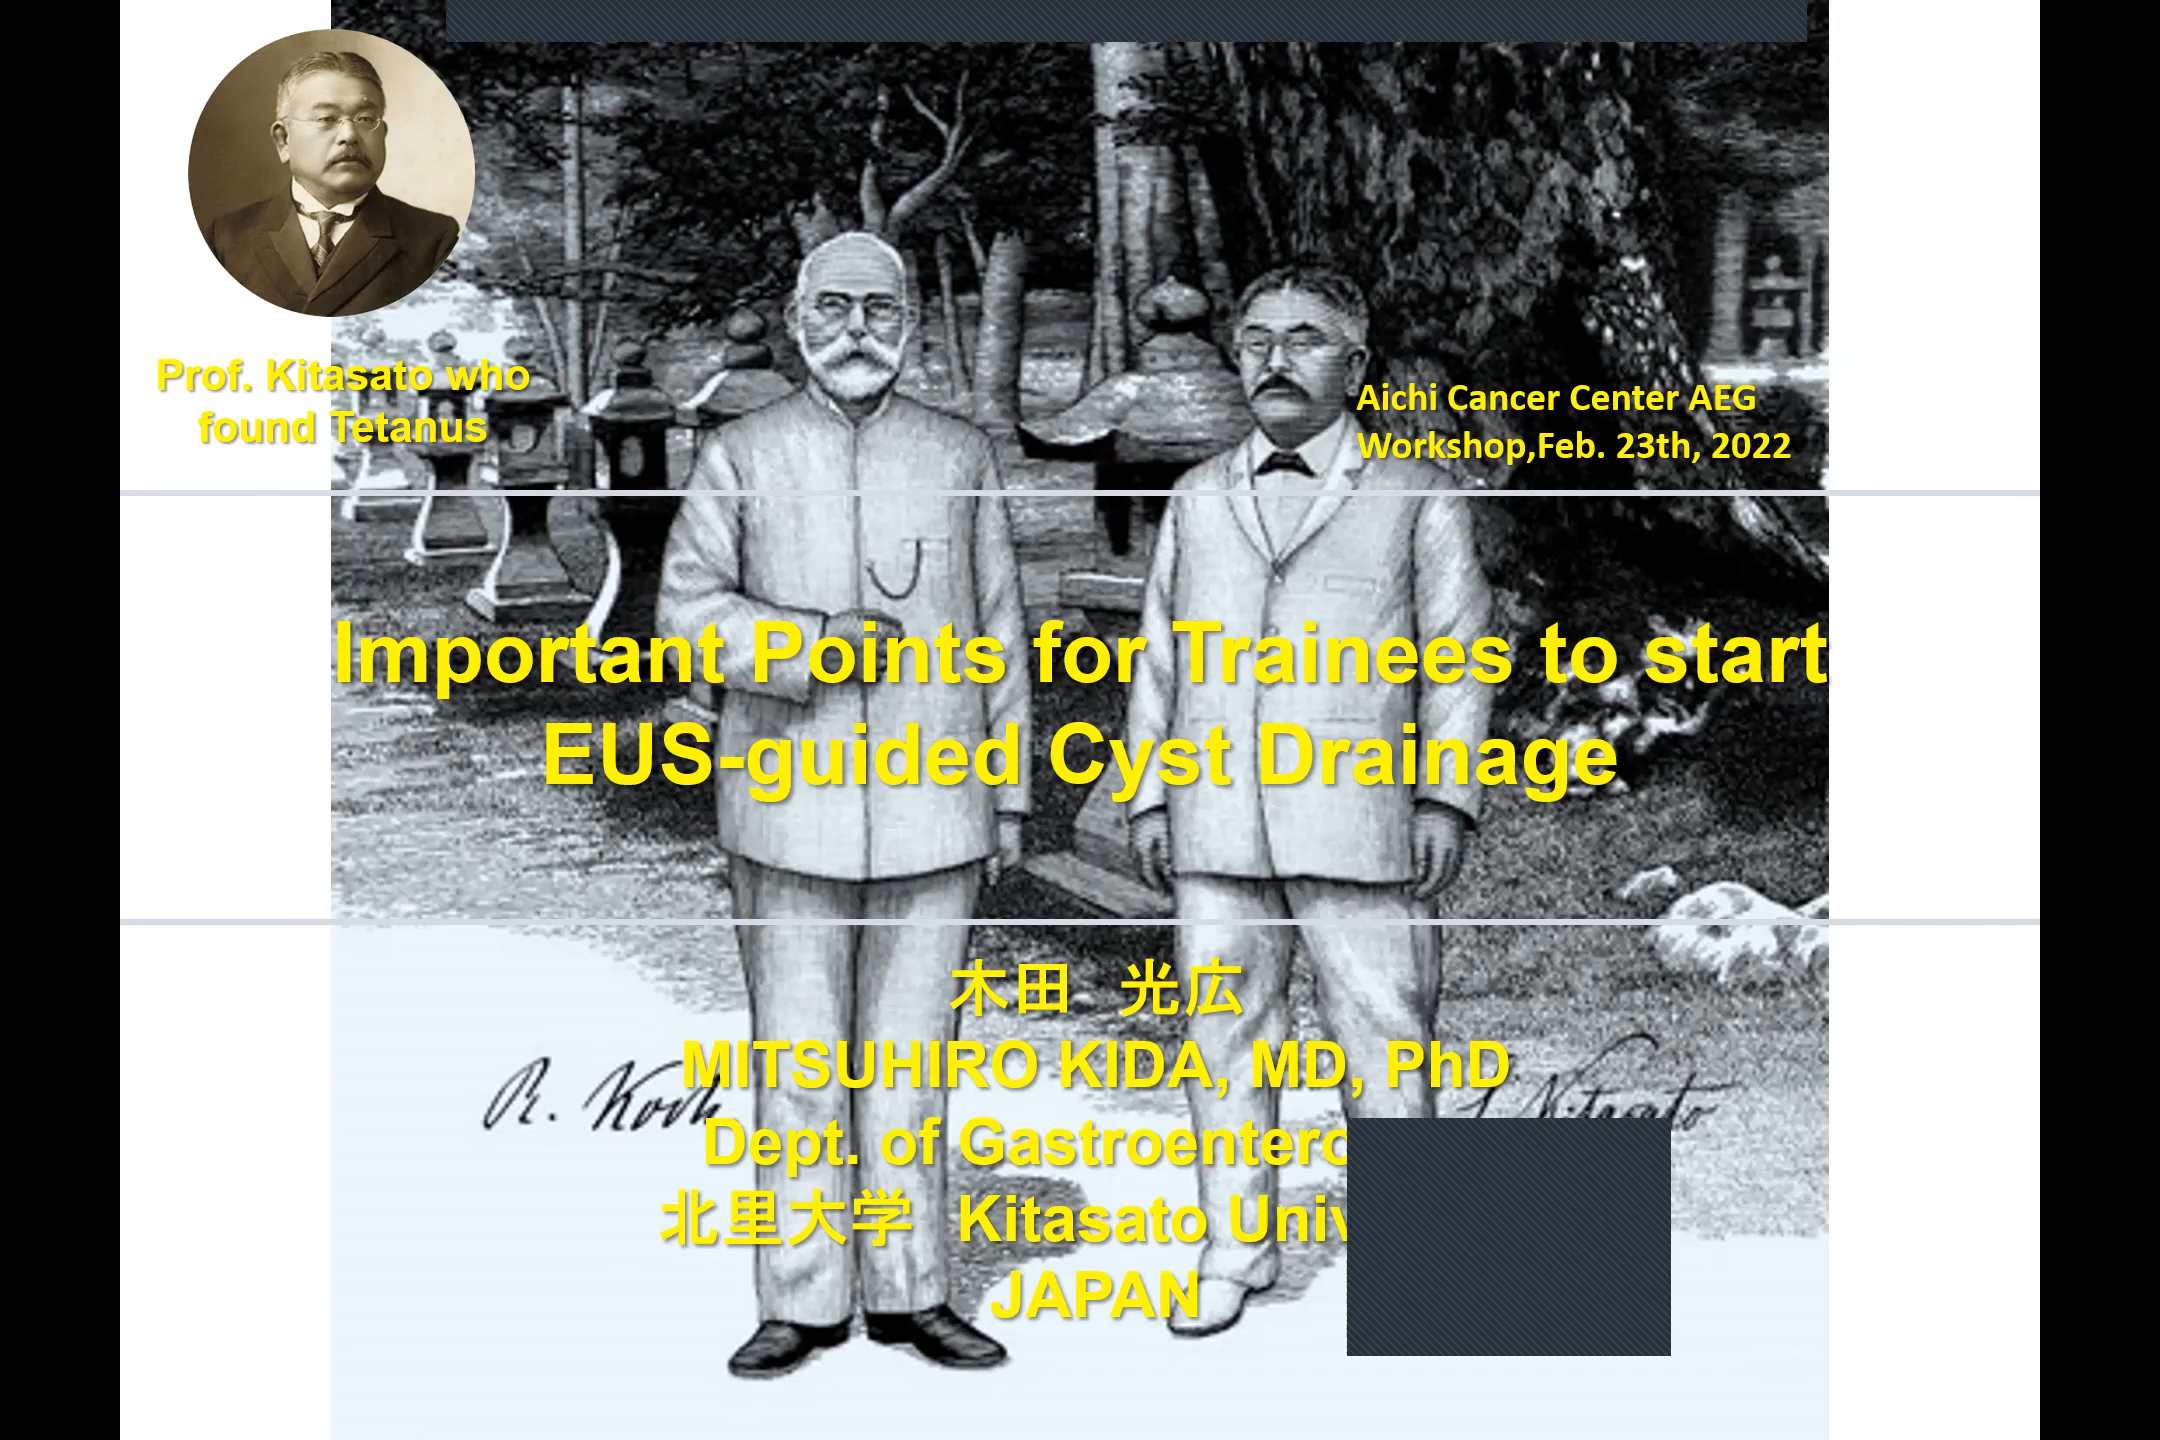 Prof. Kitasato who
found Tetanus
Aichi Cancer Center AEG
Workshop,Feb. 23th, 2022
Important Points for Trainees to start
EUS-guided Cyst Drainage
木田 光広
MITSUHIRO KIDA, MD, PhD
R. Koch
Dept. of
北里大学 Kitasato
JAPAN